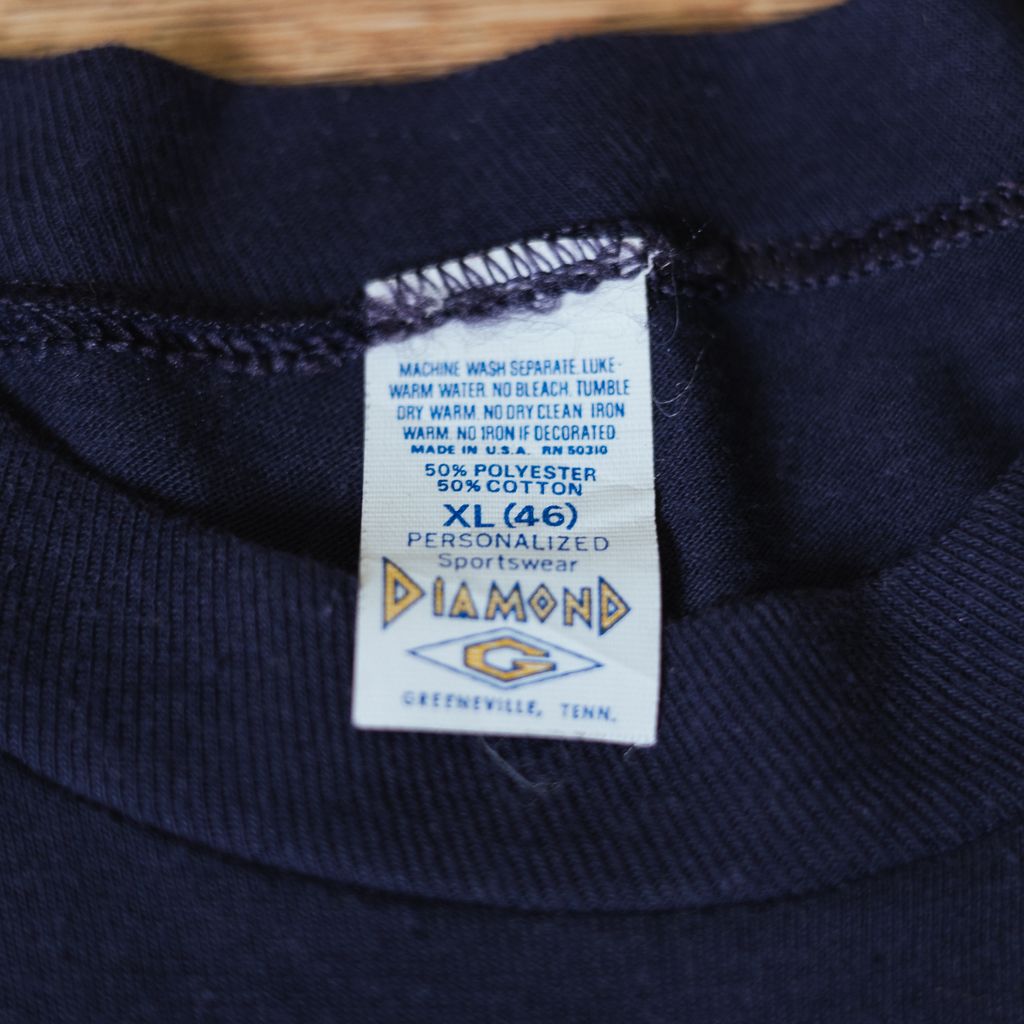 MACHINE WASH SEPARATE. LUKE-
WARM WATER. NO BLEACH. TUMBLE
DRY WARM. NO DRY CLEAN. IRON
WARM. NO IRON IF DECORATED.
MADE IN U.S.A. RN 50310
50% POLYESTER
50% COTTON
XL (46)
PERSONALIZED
Sportswear
DIAMOND
G
GREENEVILLE, TENN.